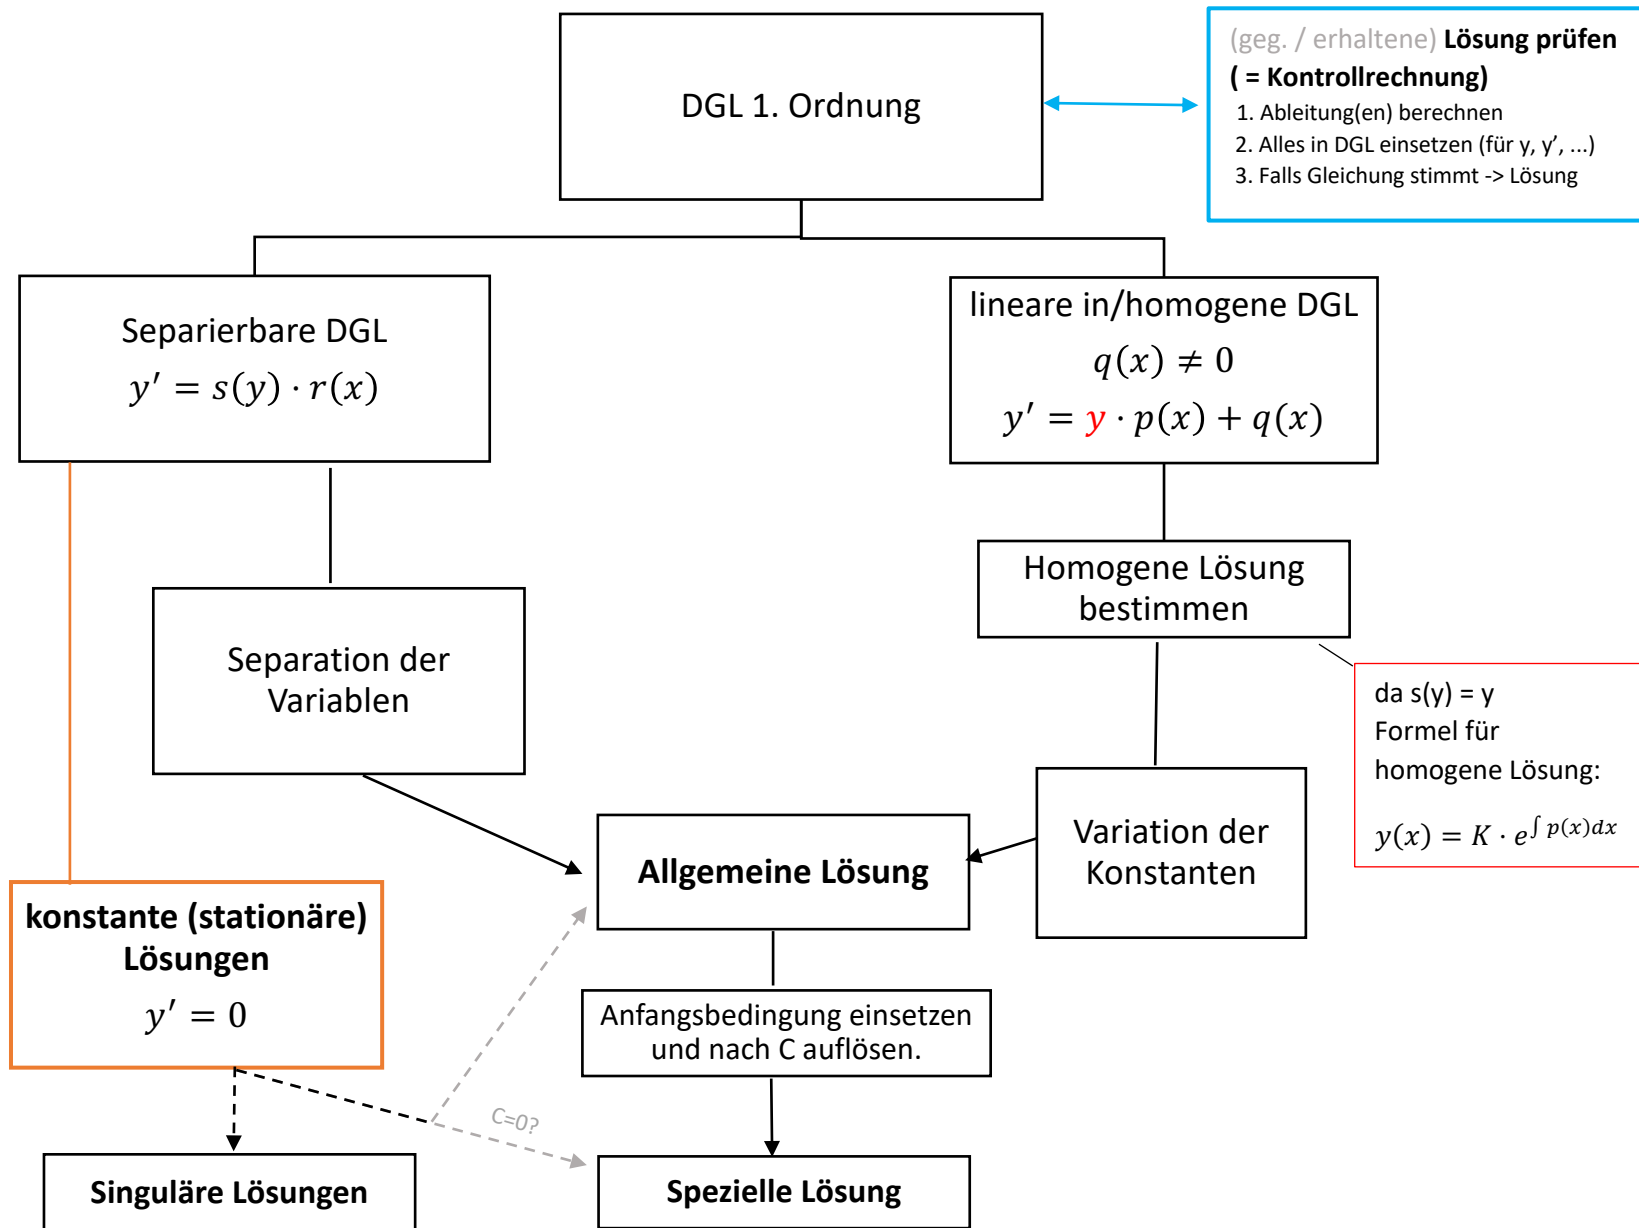 DGL 1. Ordnung
(geg. / erhaltene) Lösung prüfen
( = Kontrollrechnung)
1. Ableitung(en) berechnen
2. Alles in DGL einsetzen (für y, y’, ...)
3. Falls Gleichung stimmt -> Lösung
Separierbare DGL
y′ = s(y) · r(x)
lineare in/homogene DGL
q(x) ≠ 0
y′ = y · p(x) + q(x)
Separation der
Variablen
Homogene Lösung
bestimmen
da s(y) = y
Formel für
homogene Lösung:
y(x) = K · e^{∫ p(x)dx}
Variation der
Konstanten
Allgemeine Lösung
konstante (stationäre)
Lösungen
y′ = 0
Anfangsbedingung einsetzen
und nach C auflösen.
C=0?
Singuläre Lösungen
Spezielle Lösung